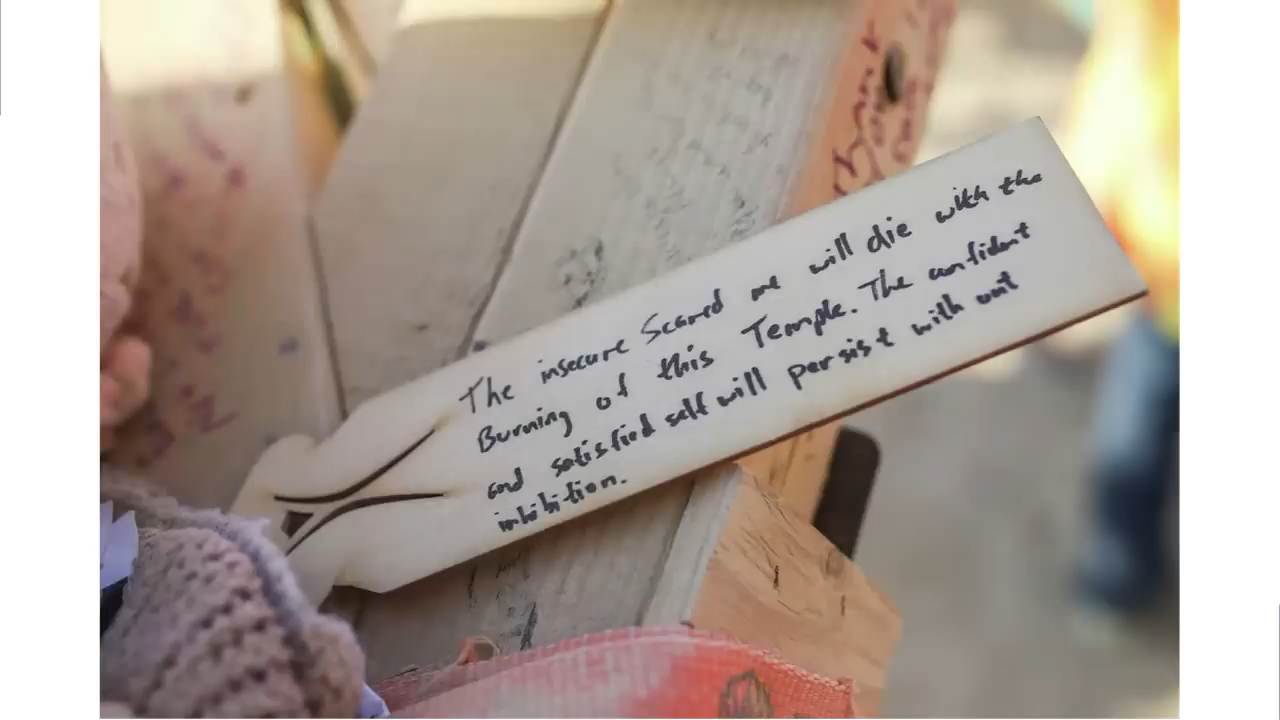 The insecure Scared me will die with the
Burning of this Temple. The confident
and satisfied self will persist with out
inhibition.